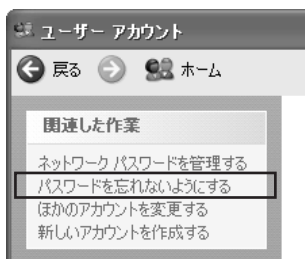 ユーザー アカウント
戻る ホーム
関連した作業
ネットワーク パスワードを管理する
パスワードを忘れないようにする
ほかのアカウントを変更する
新しいアカウントを作成する